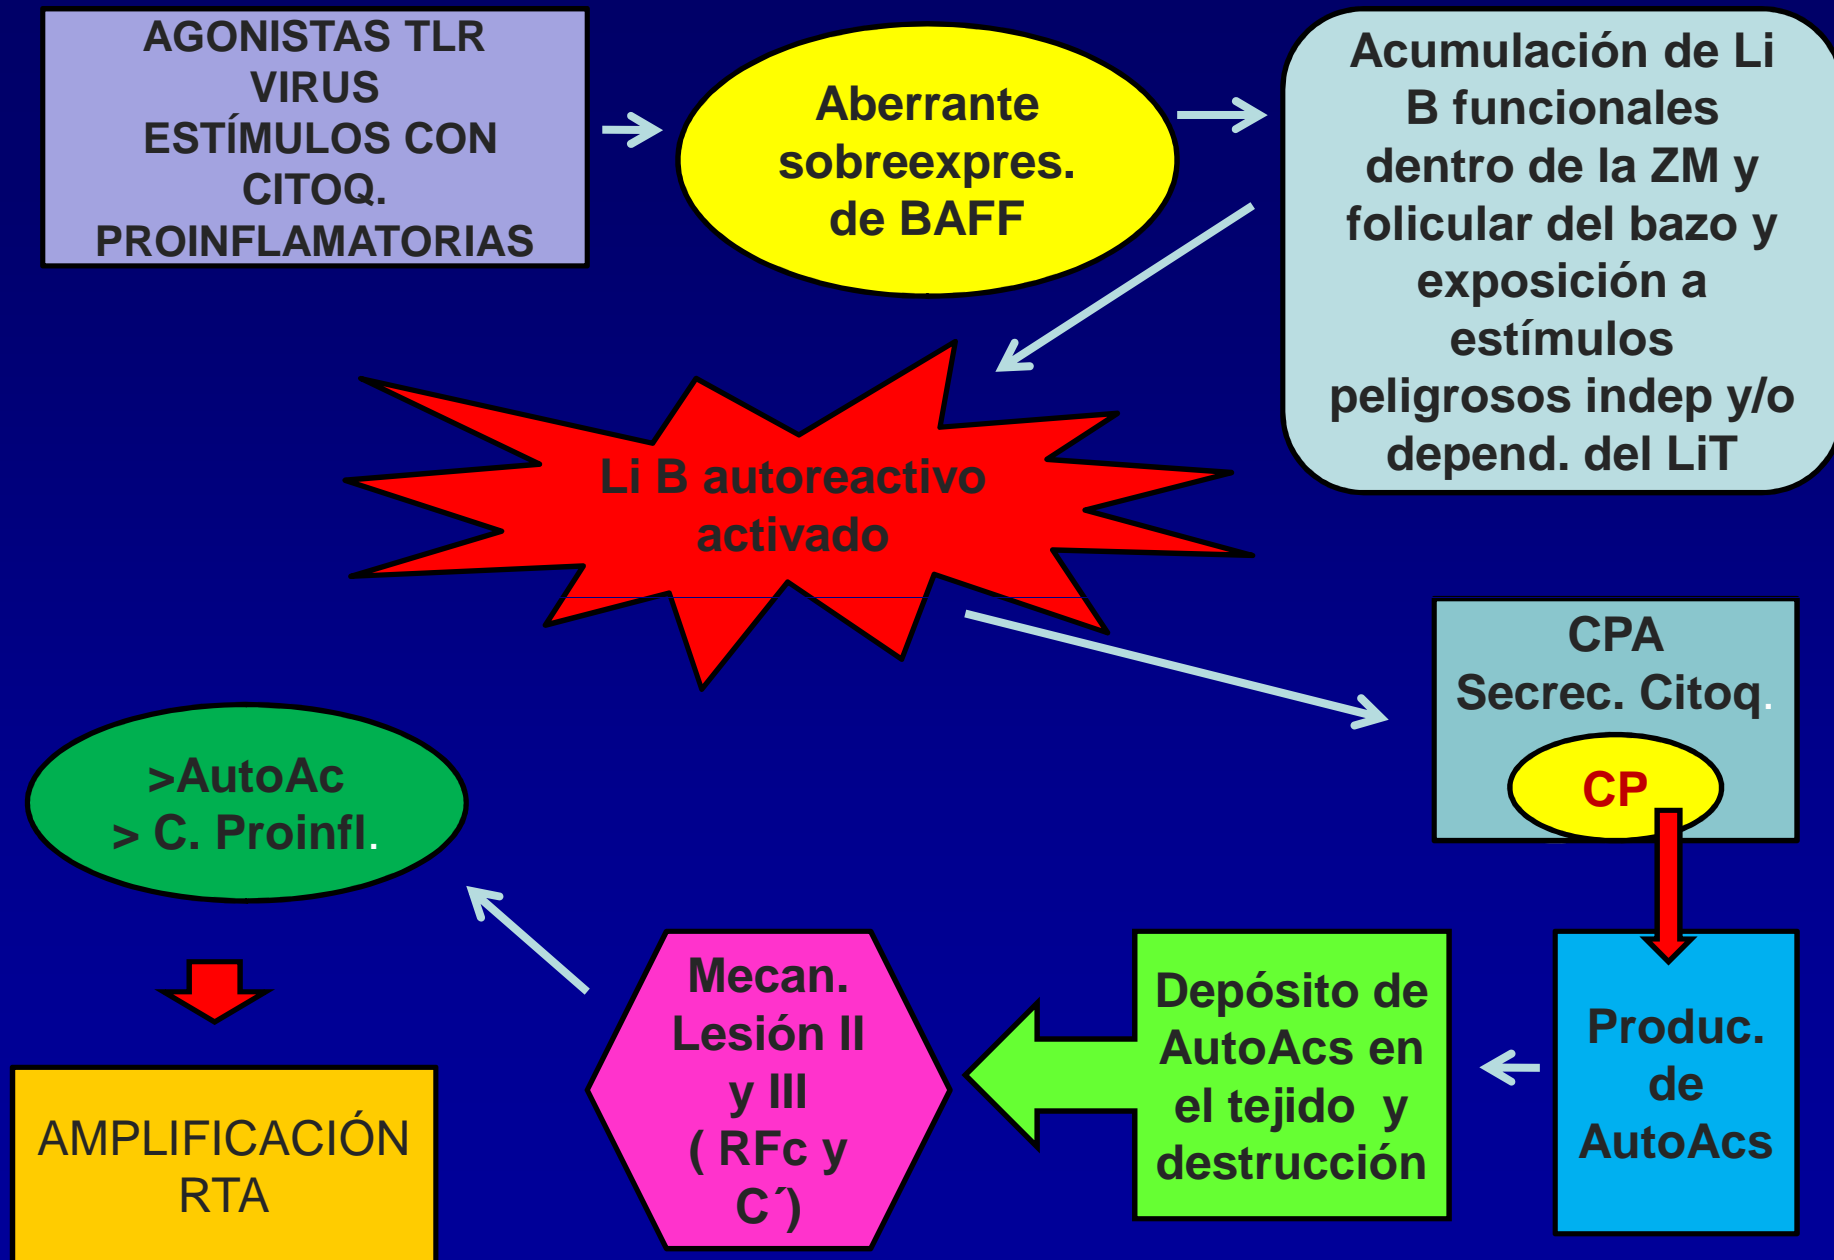 AGONISTAS TLR
VIRUS
ESTÍMULOS CON
CITOQ.
PROINFLAMATORIAS
Aberrante
sobreexpres.
de BAFF
Acumulación de Li
B funcionales
dentro de la ZM y
folicular del bazo y
exposición a
estímulos
peligrosos indep y/o
depend. del LiT
Li B autoreactivo
activado
CPA
Secrec. Citoq.
CP
Produc.
de
AutoAcs
Depósito de
AutoAcs en
el tejido y
destrucción
Mecan.
Lesión II
y III
( RFc y
C´)
>AutoAc
> C. Proinfl.
AMPLIFICACIÓN
RTA